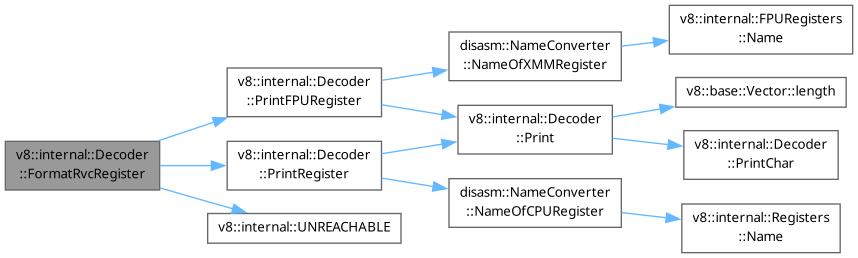 v8::internal::Decoder
::FormatRvcRegister
v8::internal::Decoder
::PrintFPURegister
v8::internal::Decoder
::PrintRegister
v8::internal::UNREACHABLE
disasm::NameConverter
::NameOfXMMRegister
v8::internal::Decoder
::Print
disasm::NameConverter
::NameOfCPURegister
v8::internal::FPURegisters
::Name
v8::base::Vector::length
v8::internal::Decoder
::PrintChar
v8::internal::Registers
::Name